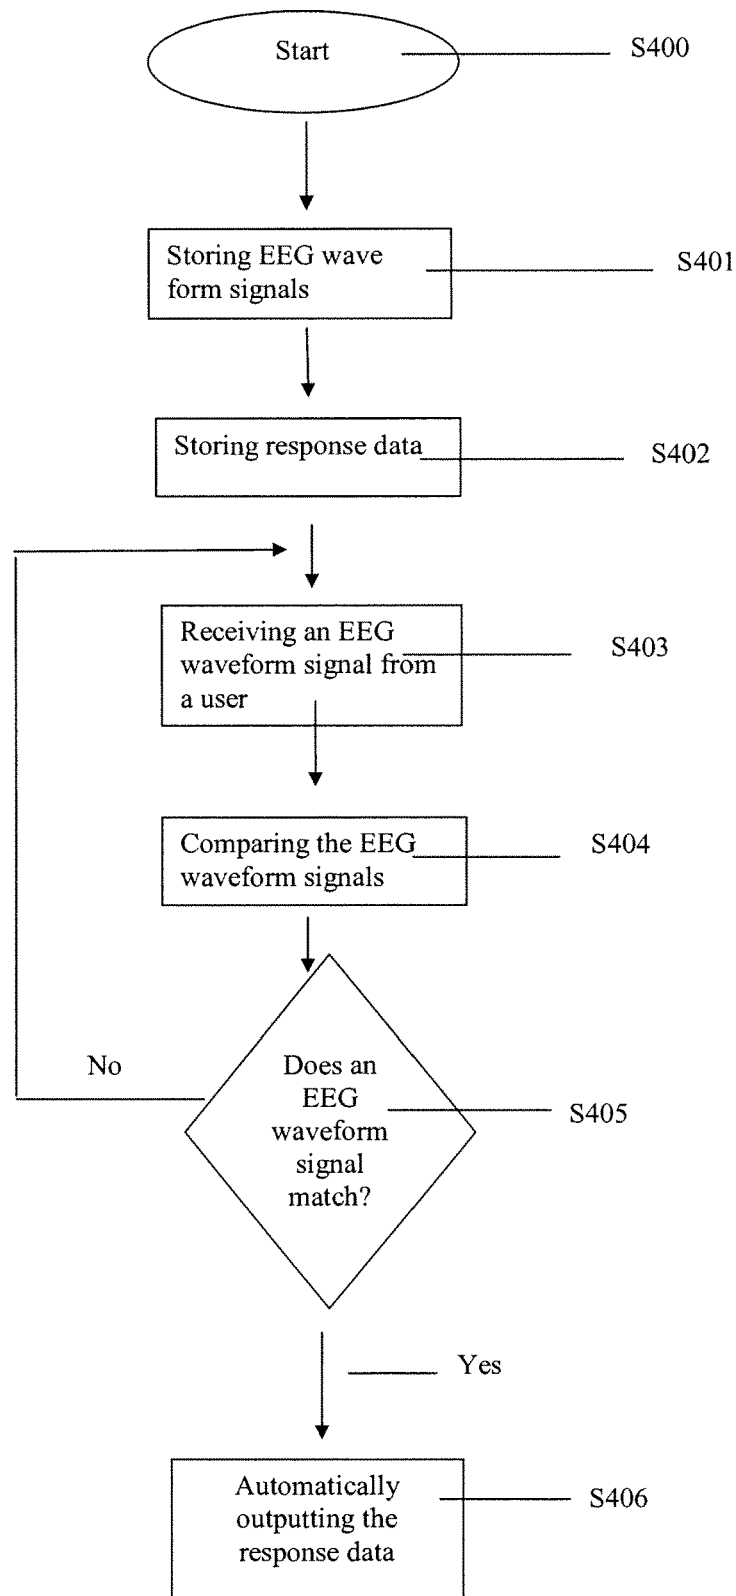 Start
S400
Storing EEG wave
form signals
S401
Storing response data
S402
Receiving an EEG
waveform signal from
a user
S403
Comparing the EEG
waveform signals
S404
No
Does an
EEG
waveform
signal
match?
S405
Yes
Automatically
outputting the
response data
S406